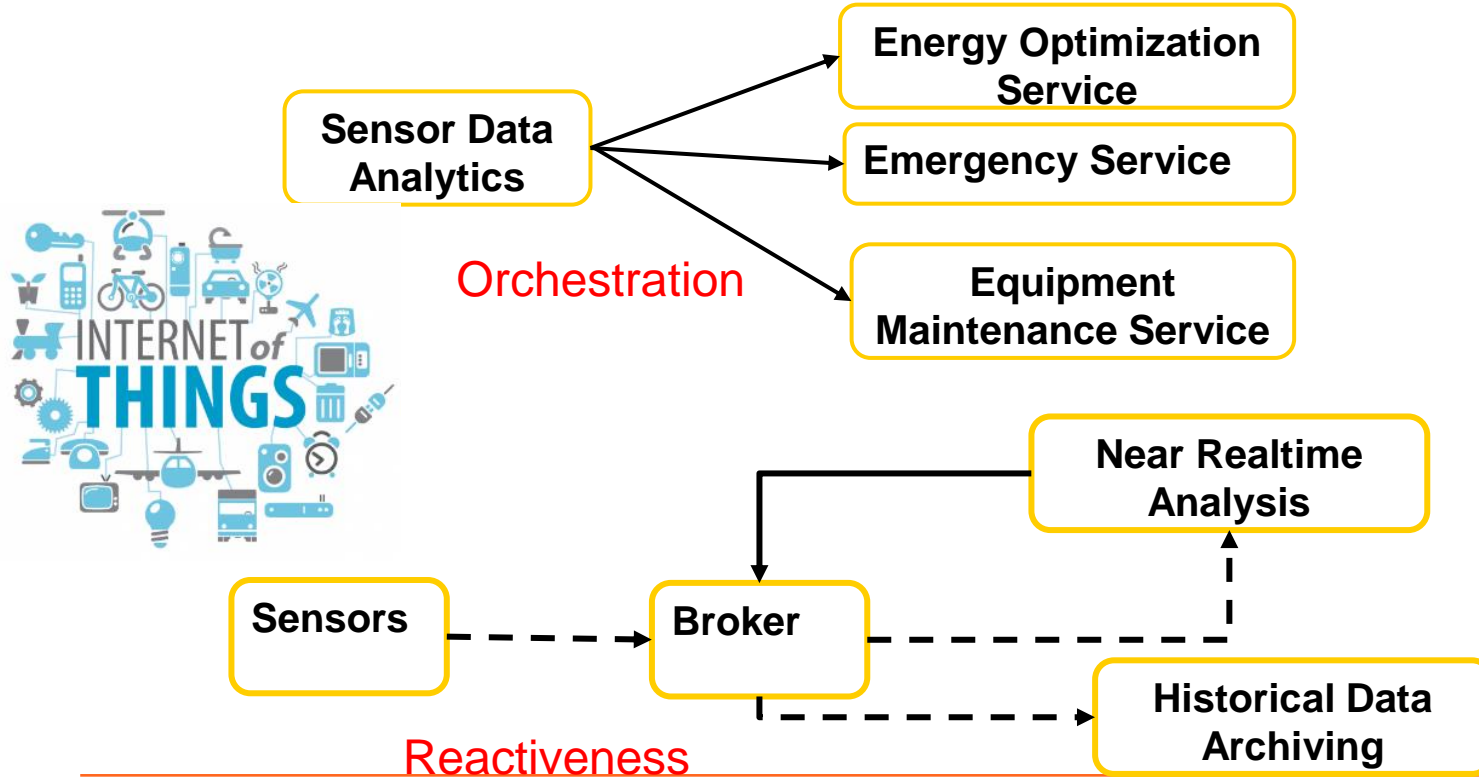 Energy Optimization
Service
Sensor Data
Analytics
Emergency Service
Orchestration
Equipment
Maintenance Service
INTERNET of
THINGS
Near Realtime
Analysis
Sensors
Broker
Historical Data
Archiving
Reactiveness